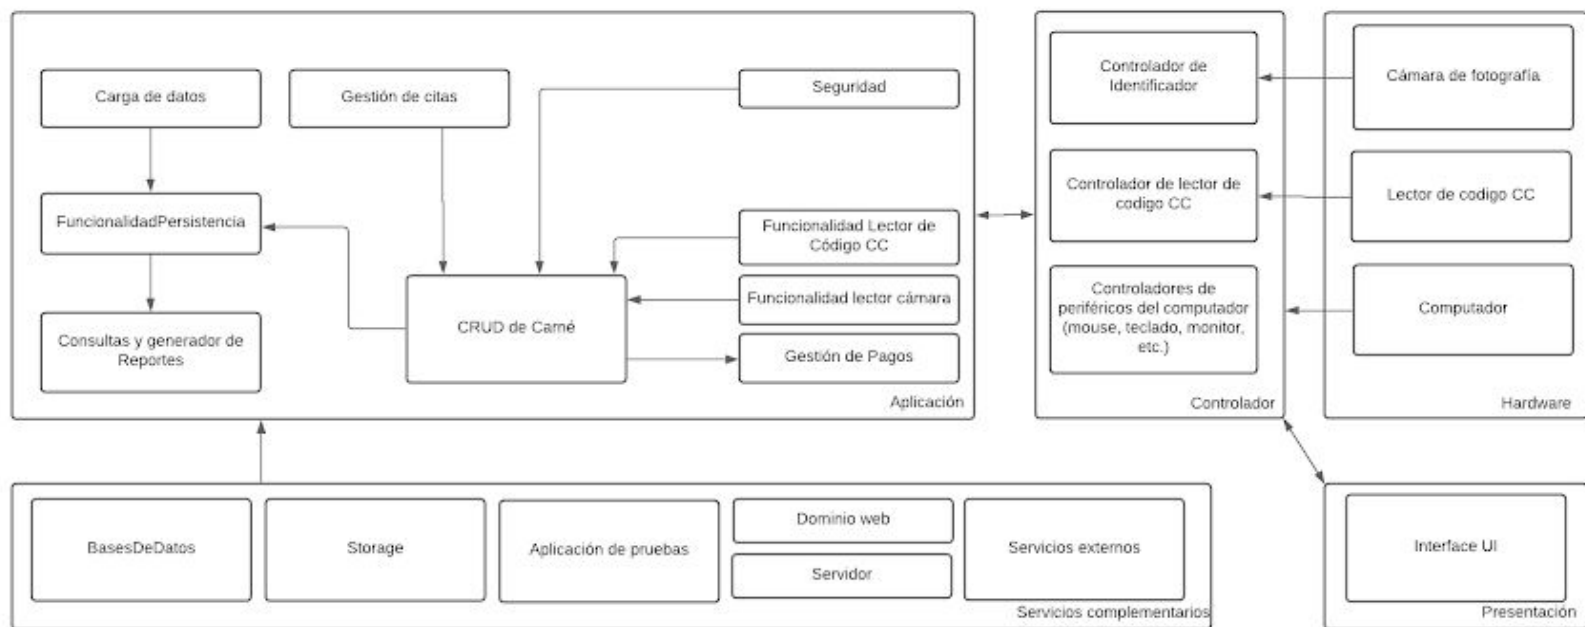 Carga de datos
Gestión de citas
Seguridad
FuncionalidadPersistencia
Funcionalidad Lector de
Código CC
Funcionalidad lector cámara
CRUD de Carné
Gestión de Pagos
Consultas y generador de
Reportes
Aplicación
Controlador de
Identificador
Controlador de lector de
codigo CC
Controladores de
periféricos del computador
(mouse, teclado, monitor,
etc.)
Controlador
Cámara de fotografía
Lector de codigo CC
Computador
Hardware
BasesDeDatos
Storage
Aplicación de pruebas
Dominio web
Servidor
Servicios externos
Servicios complementarios
Interface UI
Presentación